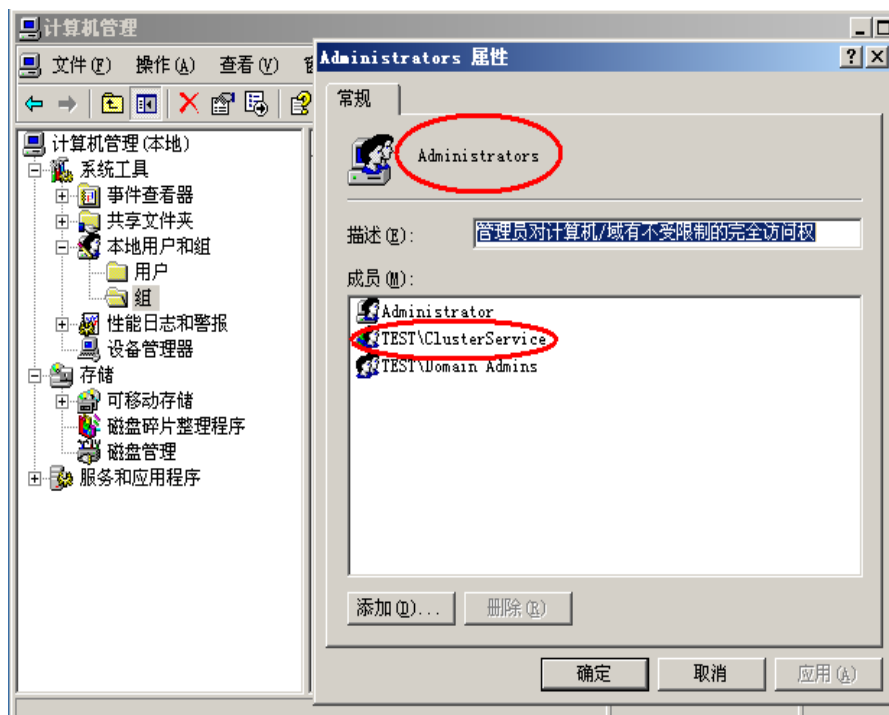 计算机管理
文件(F) 操作(A) 查看(V)
Administrators 属性
常规
Administrators
描述(E):
管理员对计算机/域有不受限制的完全访问权
成员(M):
Administrator
TEST\ClusterService
TEST\Domain Admins
添加(D)...
删除(R)
确定
取消
应用(A)
计算机管理(本地)
系统工具
事件查看器
共享文件夹
本地用户和组
用户
组
性能日志和警报
设备管理器
存储
可移动存储
磁盘碎片整理程序
磁盘管理
服务和应用程序